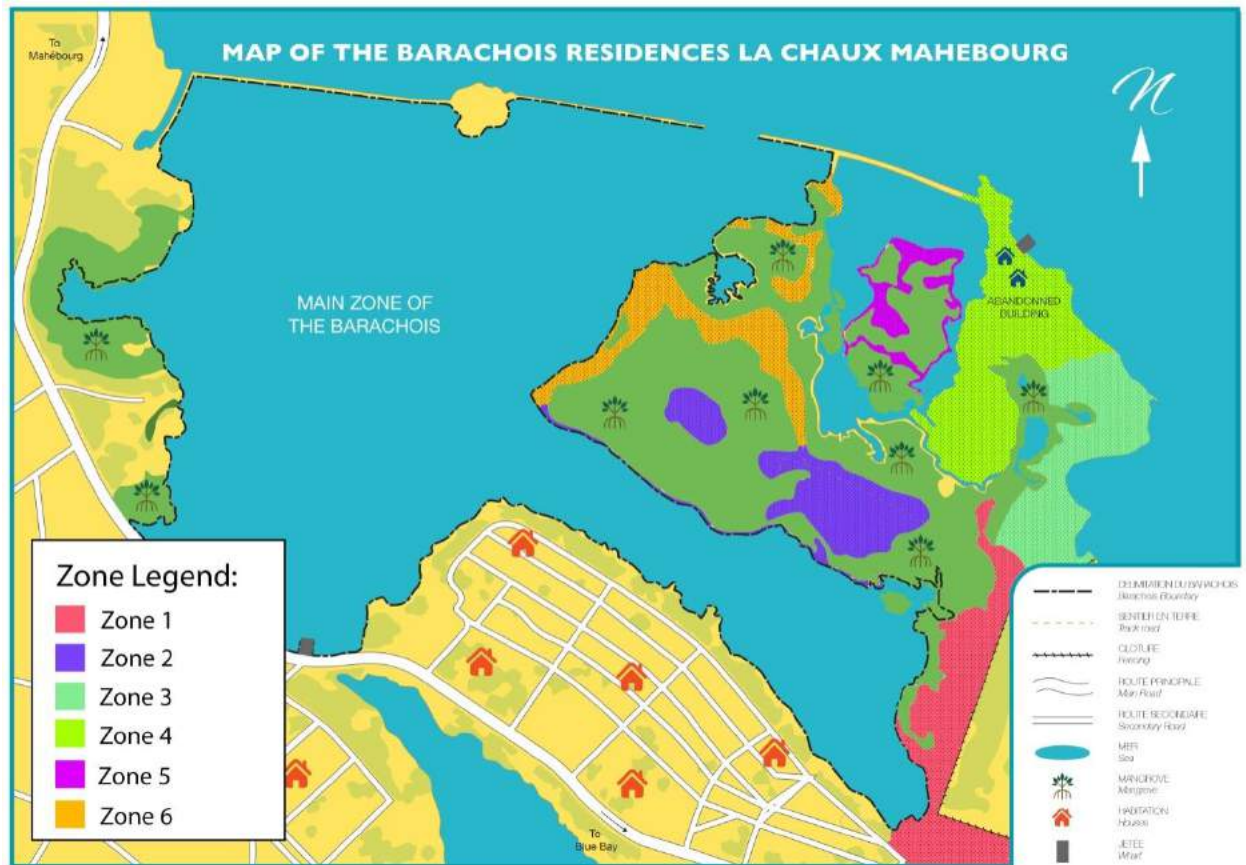 MAP OF THE BARACHOIS RESIDENCES LA CHAUX MAHEBOURG
To
Mahébourg
N
MAIN ZONE OF
THE BARACHOIS
ABANDONNED
BUILDING
To
Blue Bay
Zone Legend:
Zone 1
Zone 2
Zone 3
Zone 4
Zone 5
Zone 6
DELIMITATION DU BARACHOIS
Barachois Boundary
SENTIER EN TERRE
Track road
CLOTURE
Fencing
ROUTE PRINCIPALE
Main Road
ROUTE SECONDAIRE
Secondary Road
MER
Sea
MANGROVE
Mangrove
HABITATION
Houses
JETÉE
Wharf